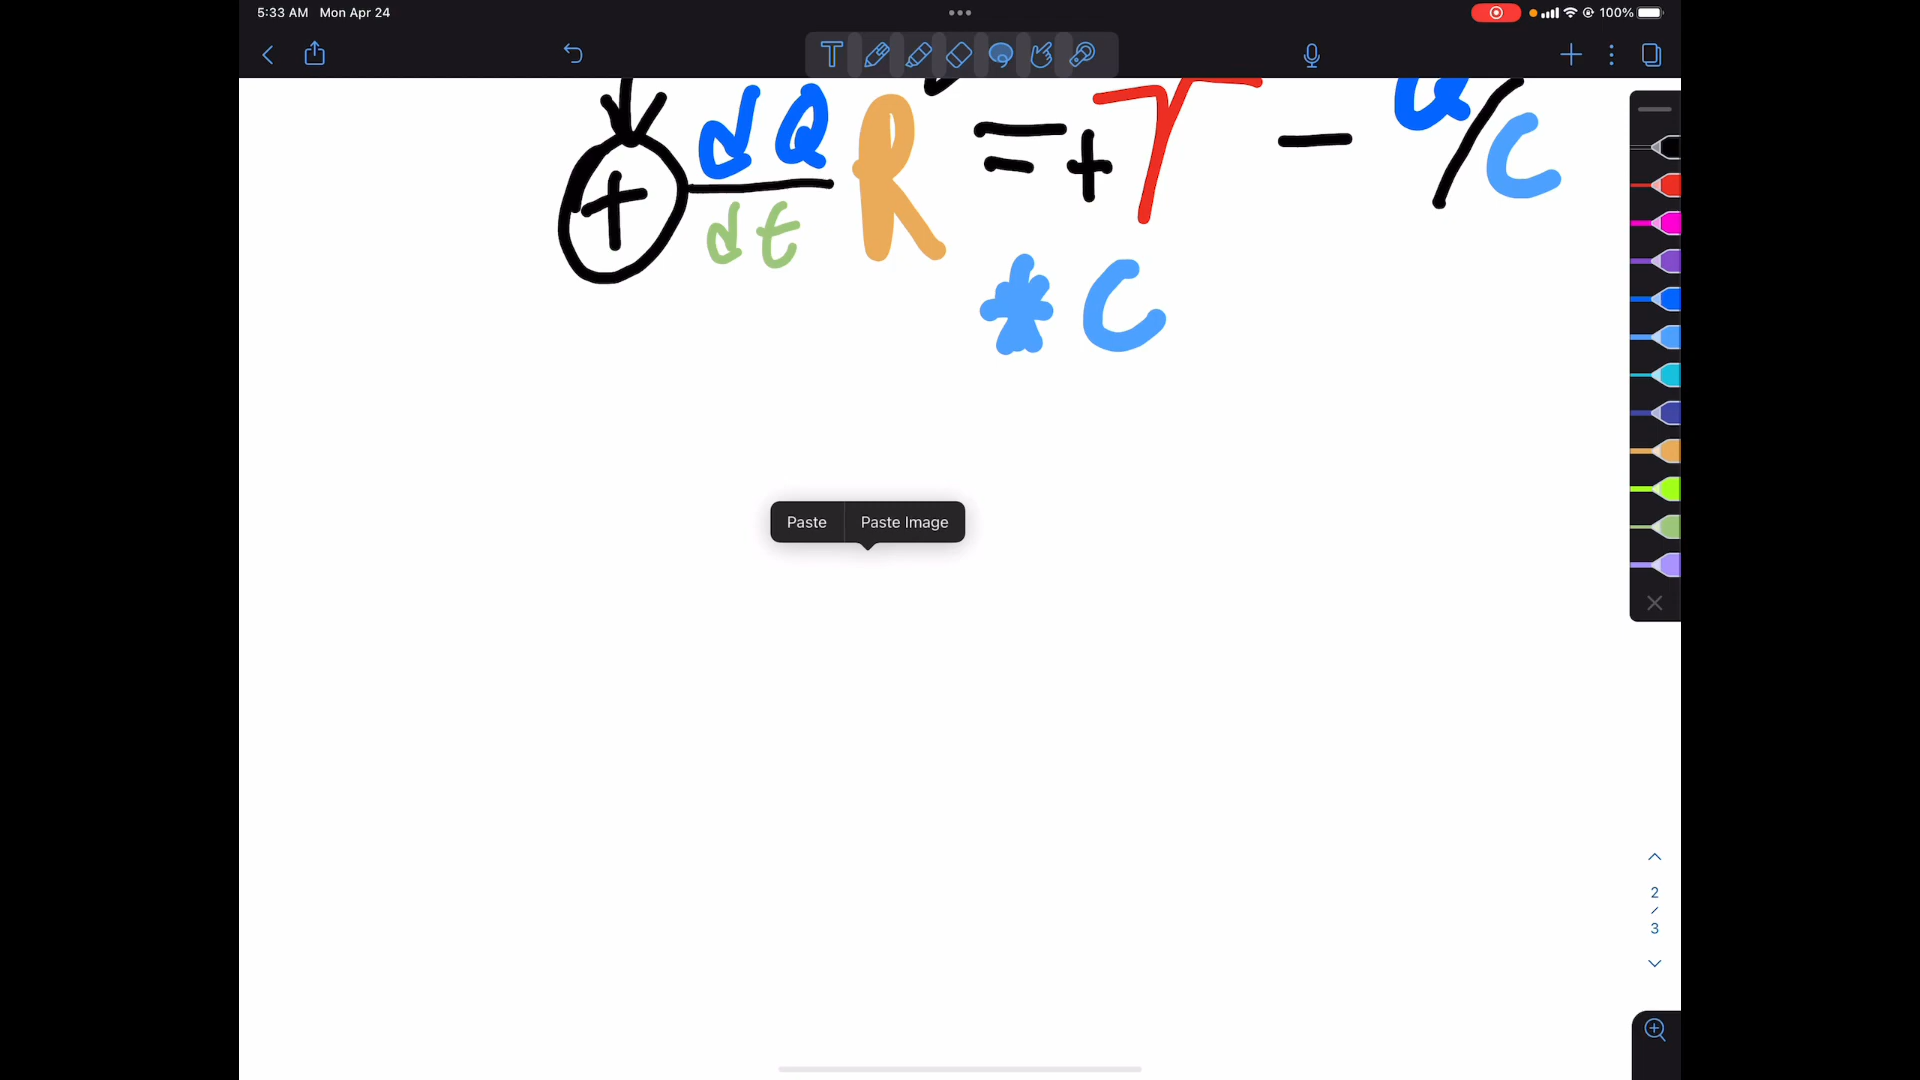 5:33 AM Mon Apr 24 100%
+ dQ/dt R = + V - Q/C
* C
Paste Paste Image
2
/
3